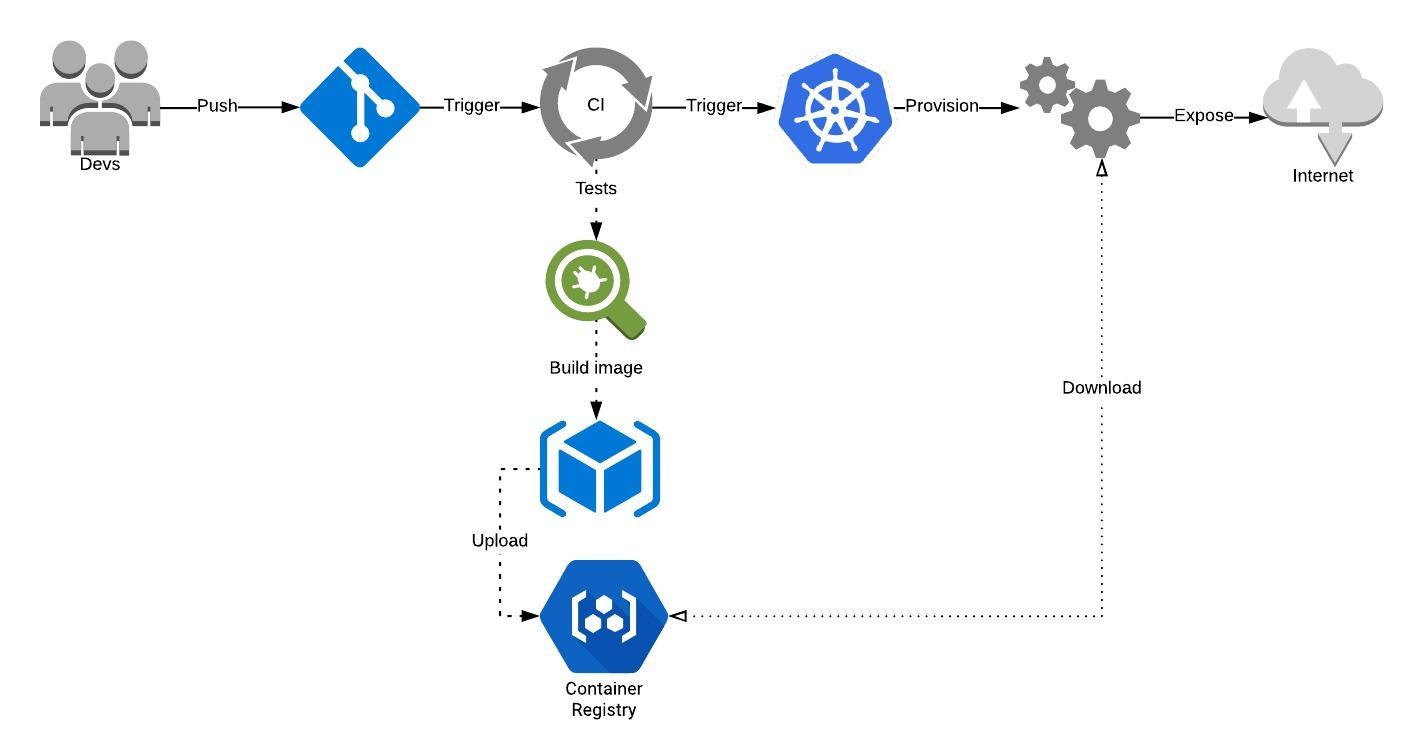 Push
Trigger
CI
Trigger
Provision
Expose
Devs
Internet
Tests
Build image
Download
Upload
Container
Registry